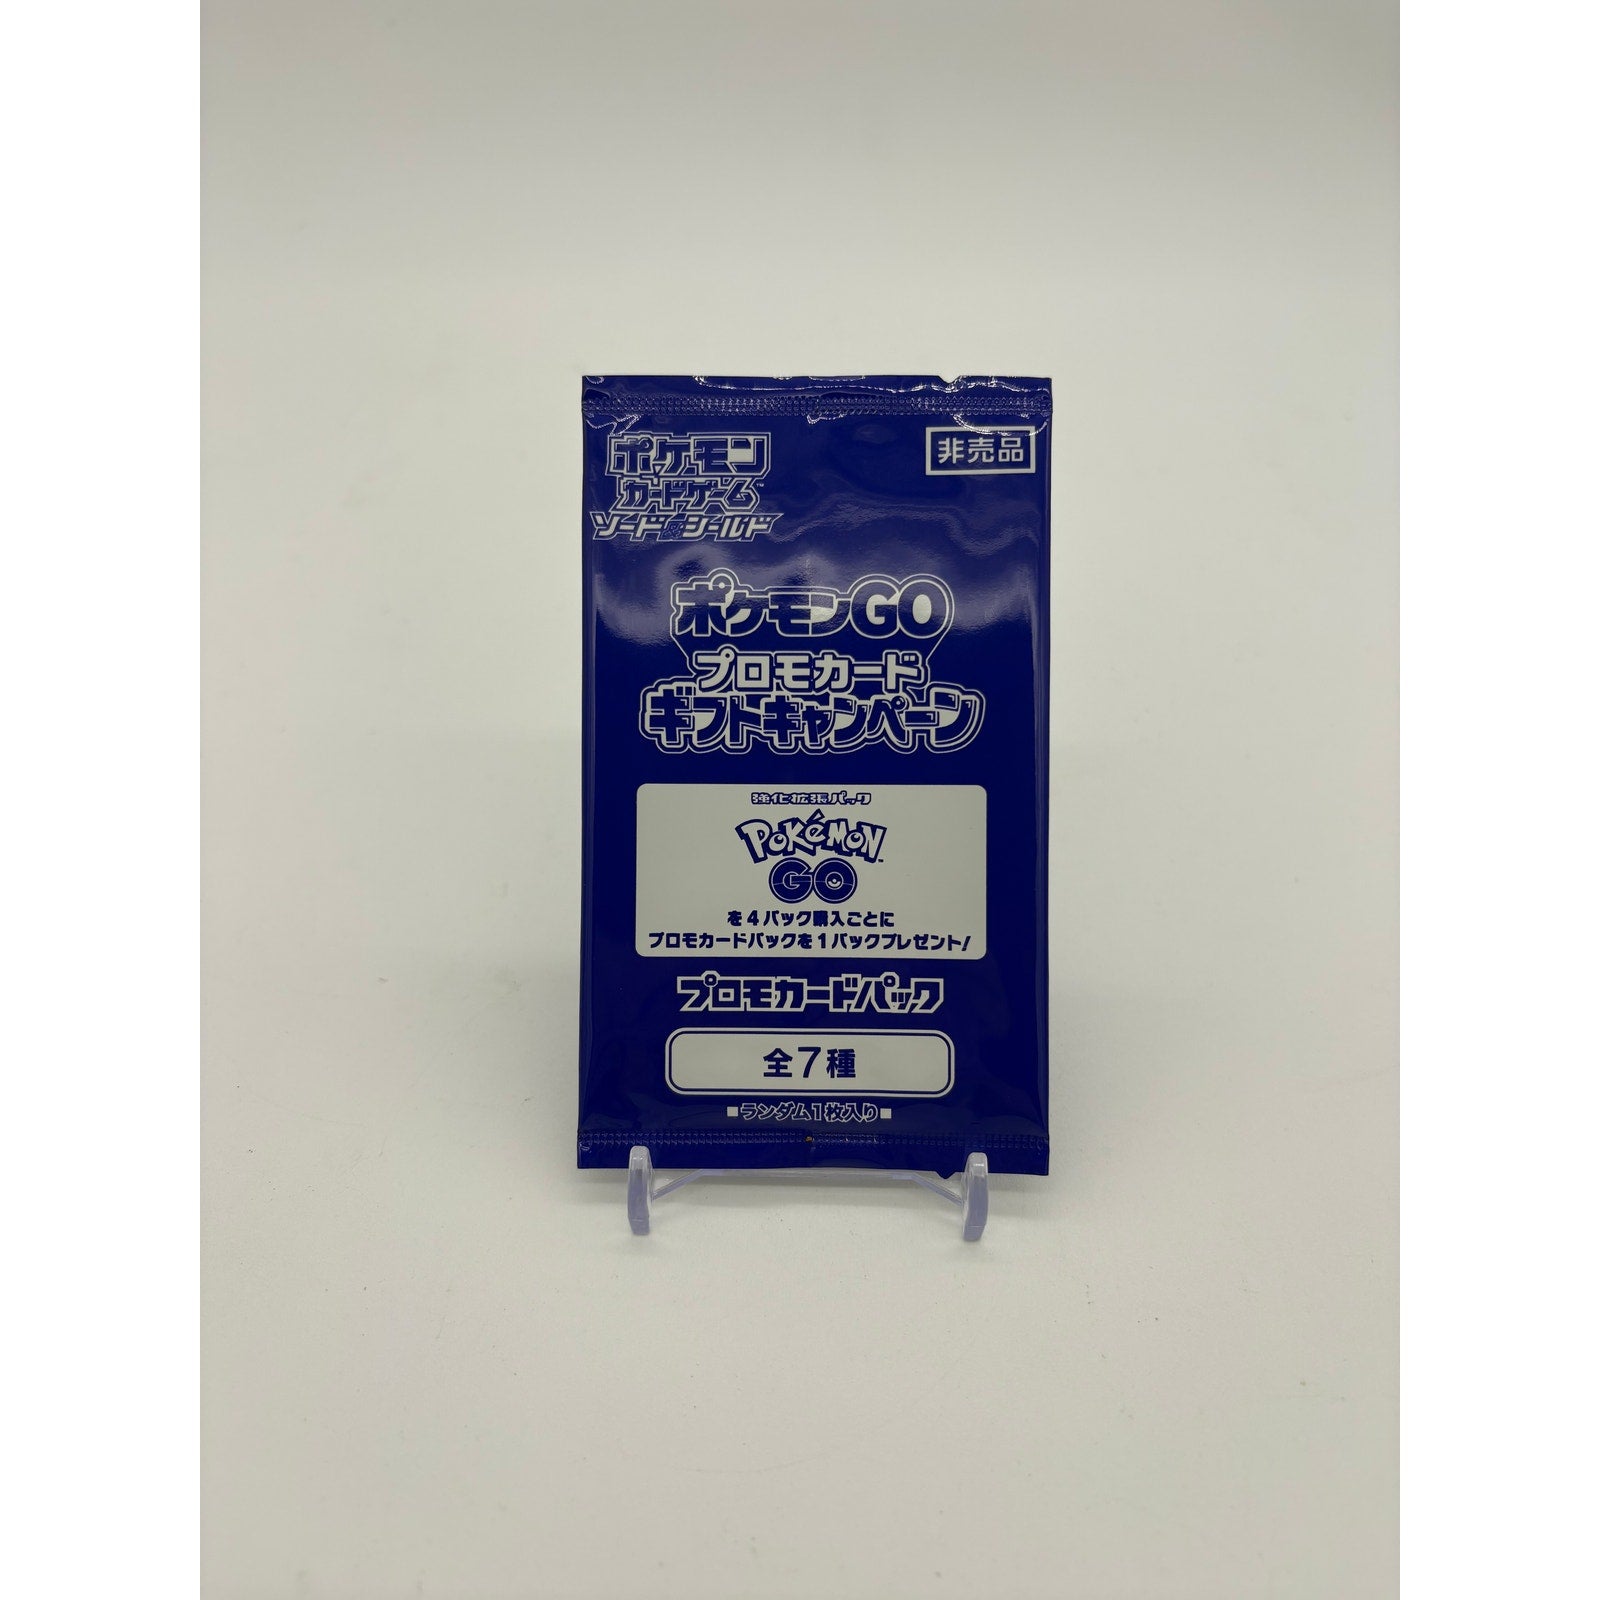 ポケモン
カードゲーム™
ソード&シールド
非売品
ポケモンGO
プロモカード
ギフトキャンペーン
強化拡張パック
POKéMON™
GO
を4パック購入ごとに
プロモカードパックを1パックプレゼント!
プロモカードパック
全7種
■ランダム1枚入り■